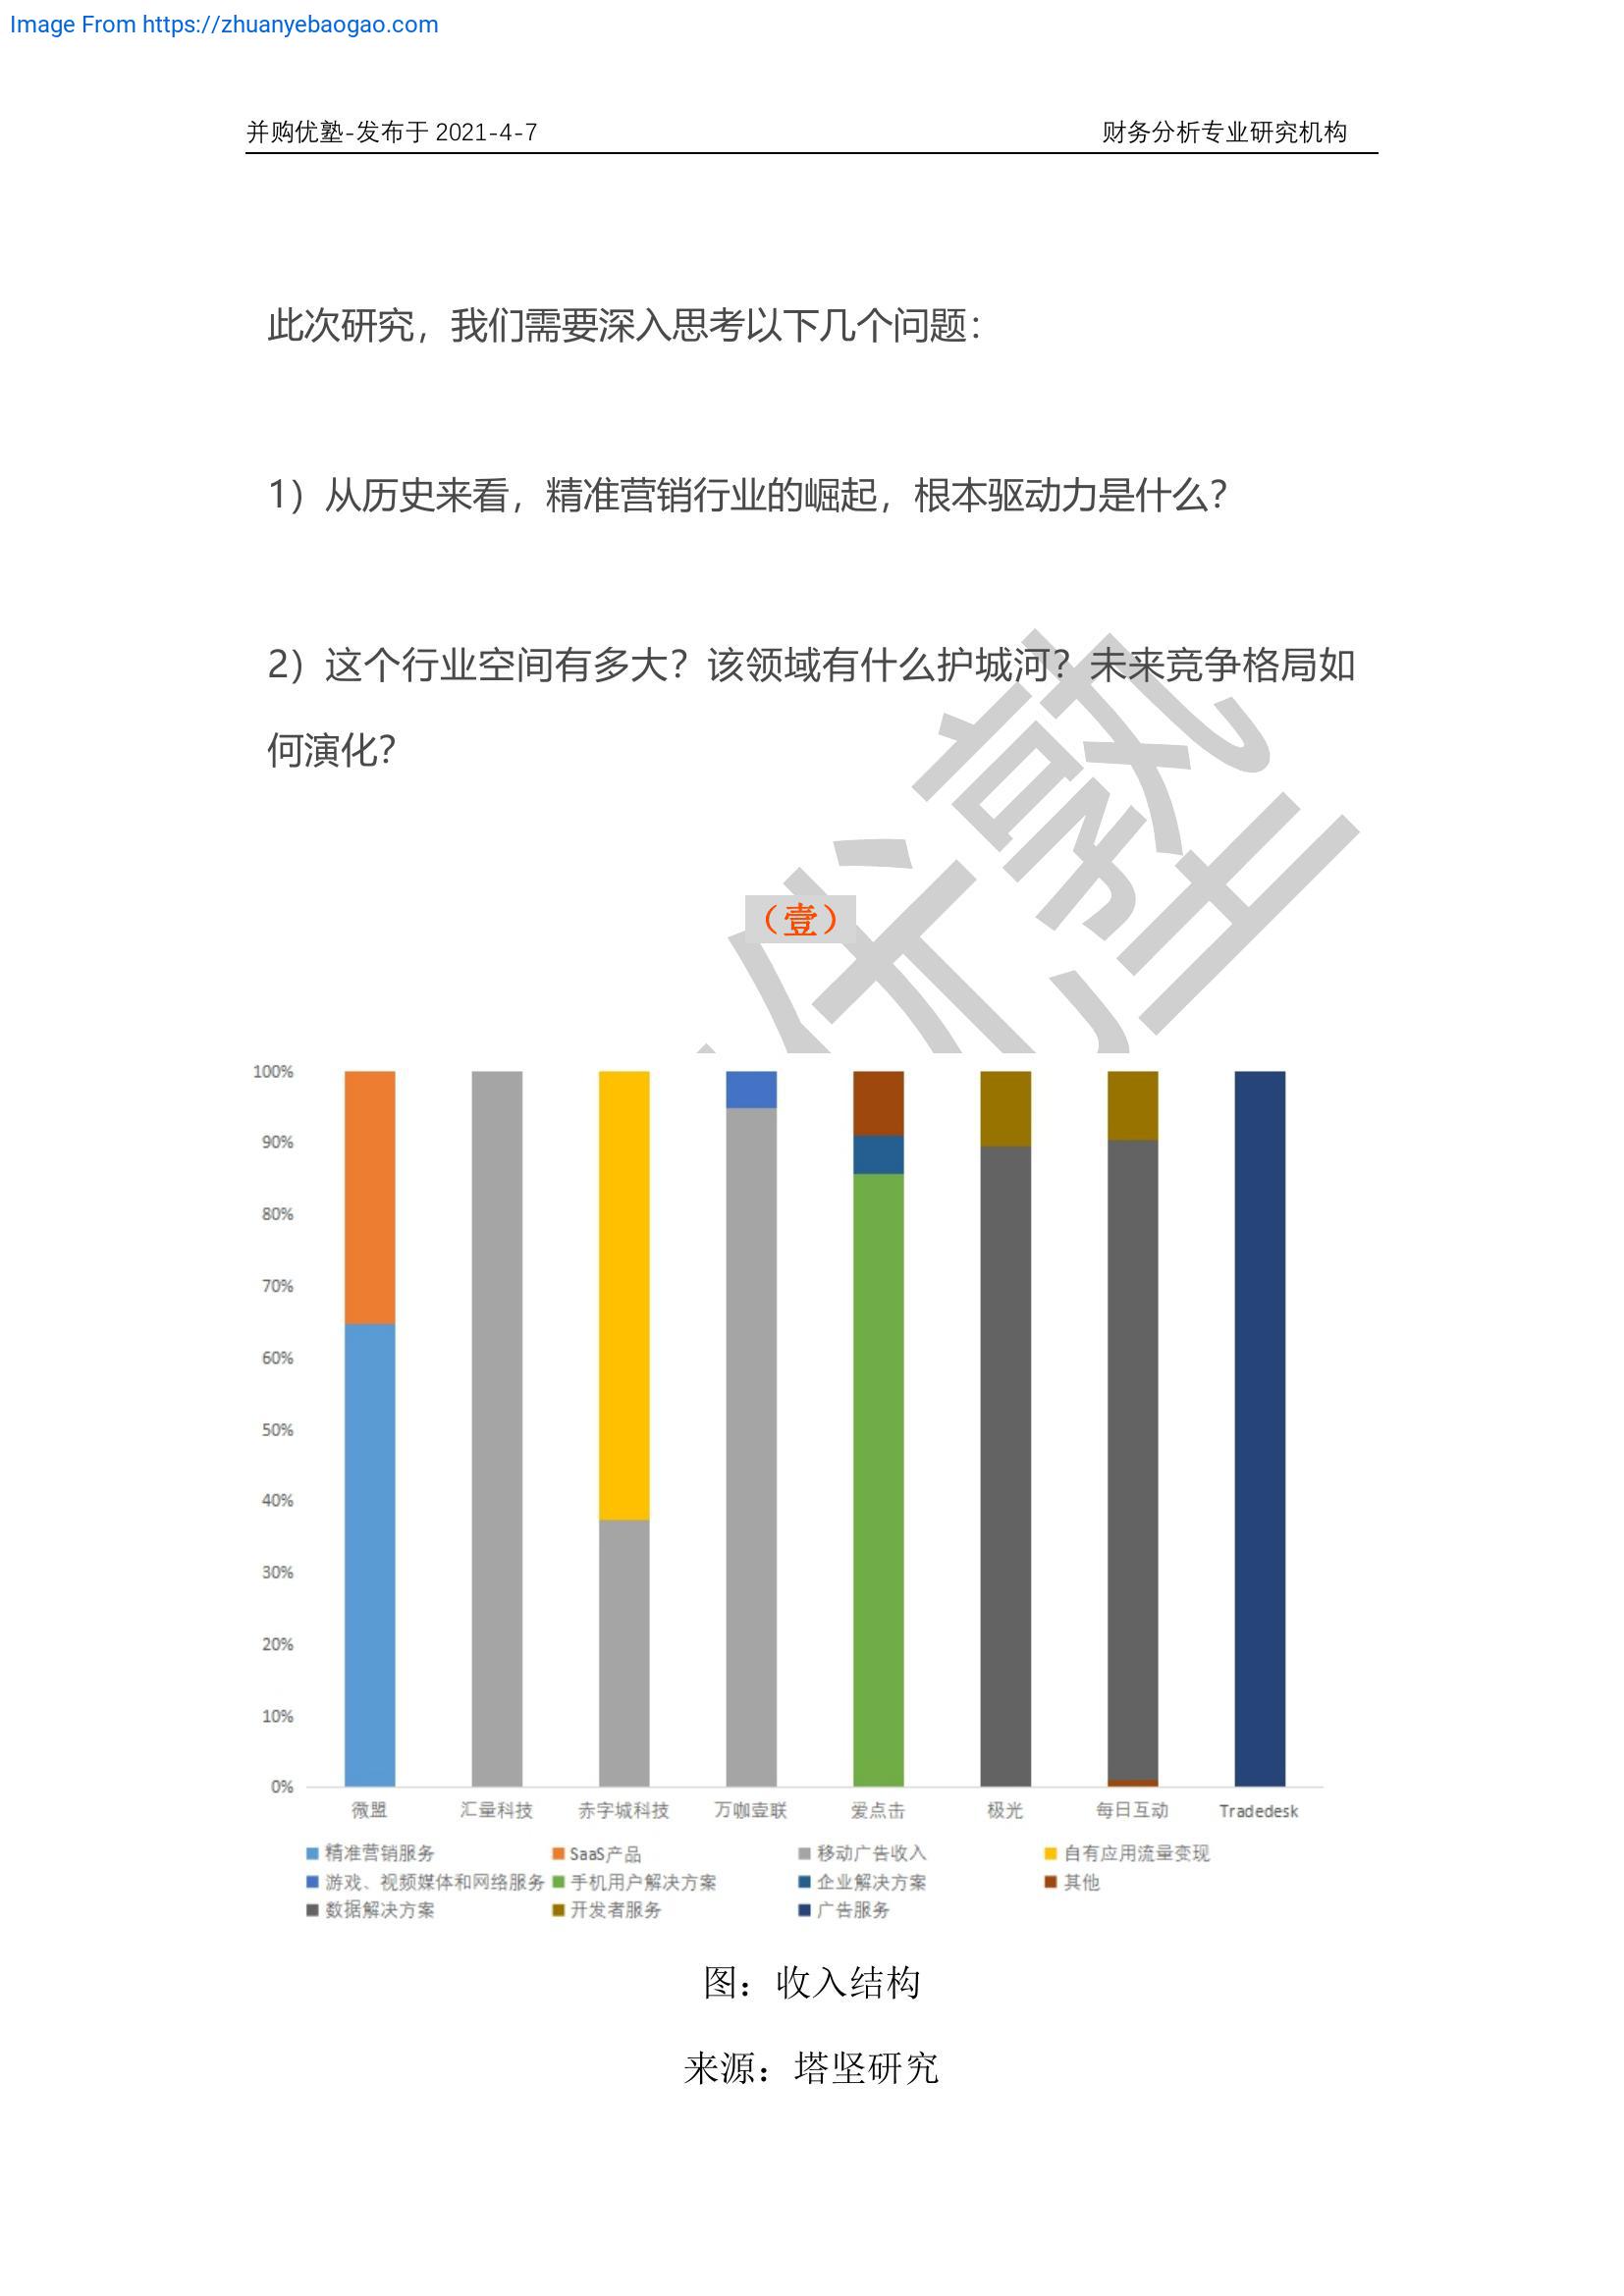 Image From https://zhuanyebaogao.com
并购优塾-发布于 2021-4-7 财务分析专业研究机构
此次研究，我们需要深入思考以下几个问题：
1）从历史来看，精准营销行业的崛起，根本驱动力是什么？
2）这个行业空间有多大？该领域有什么护城河？未来竞争格局如
何演化？
优塾
（壹）
100%
90%
80%
70%
60%
50%
40%
30%
20%
10%
0%
微盟 汇量科技 赤字城科技 万咖壹联 爱点击 极光 每日互动 Tradedesk
精准营销服务 SaaS产品 移动广告收入 自有应用流量变现
游戏、视频媒体和网络服务 手机用户解决方案 企业解决方案 其他
数据解决方案 开发者服务 广告服务
图：收入结构
来源：塔坚研究